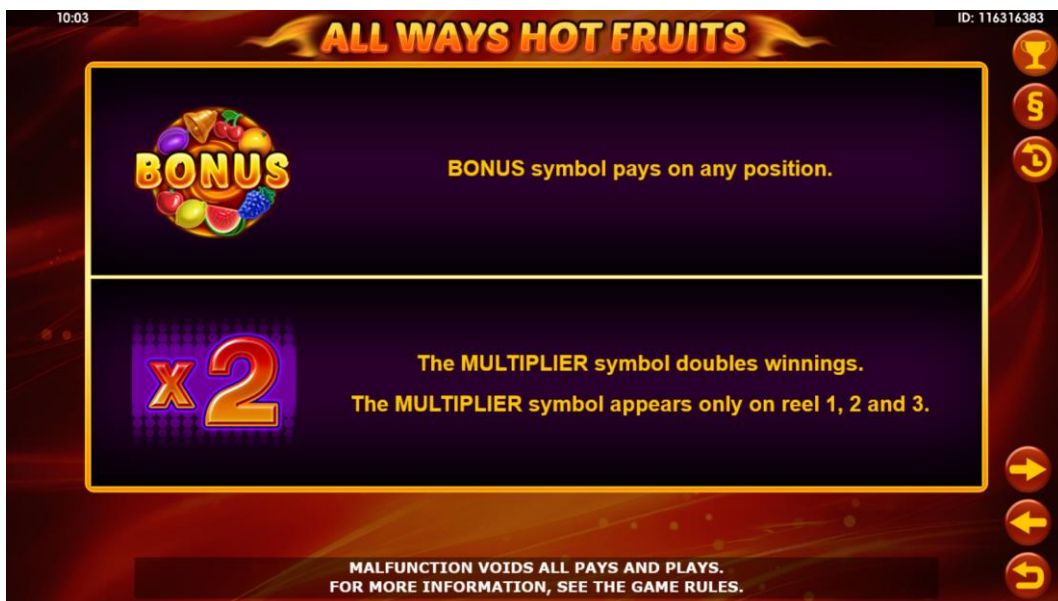 10:03
ID: 116316383
ALL WAYS HOT FRUITS
§
BONUS
BONUS symbol pays on any position.
x2
The MULTIPLIER symbol doubles winnings.
The MULTIPLIER symbol appears only on reel 1, 2 and 3.
MALFUNCTION VOIDS ALL PAYS AND PLAYS.
FOR MORE INFORMATION, SEE THE GAME RULES.